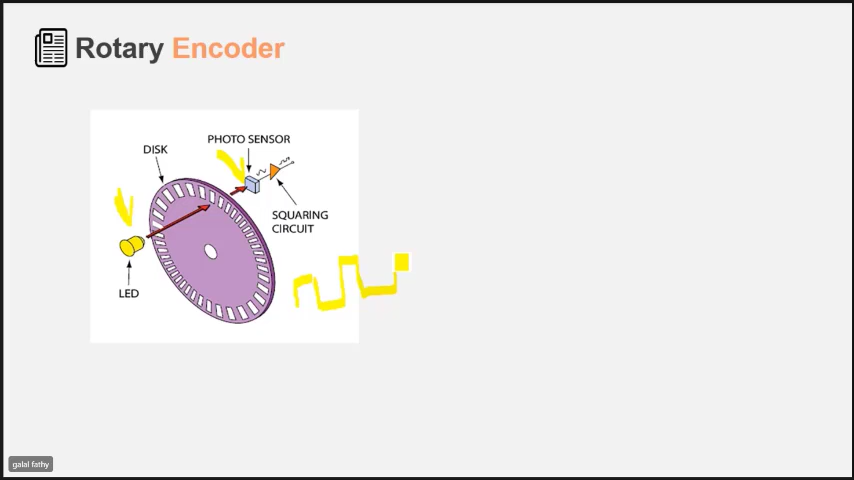 Rotary Encoder
DISK
PHOTO SENSOR
SQUARING
CIRCUIT
LED
galal fathy